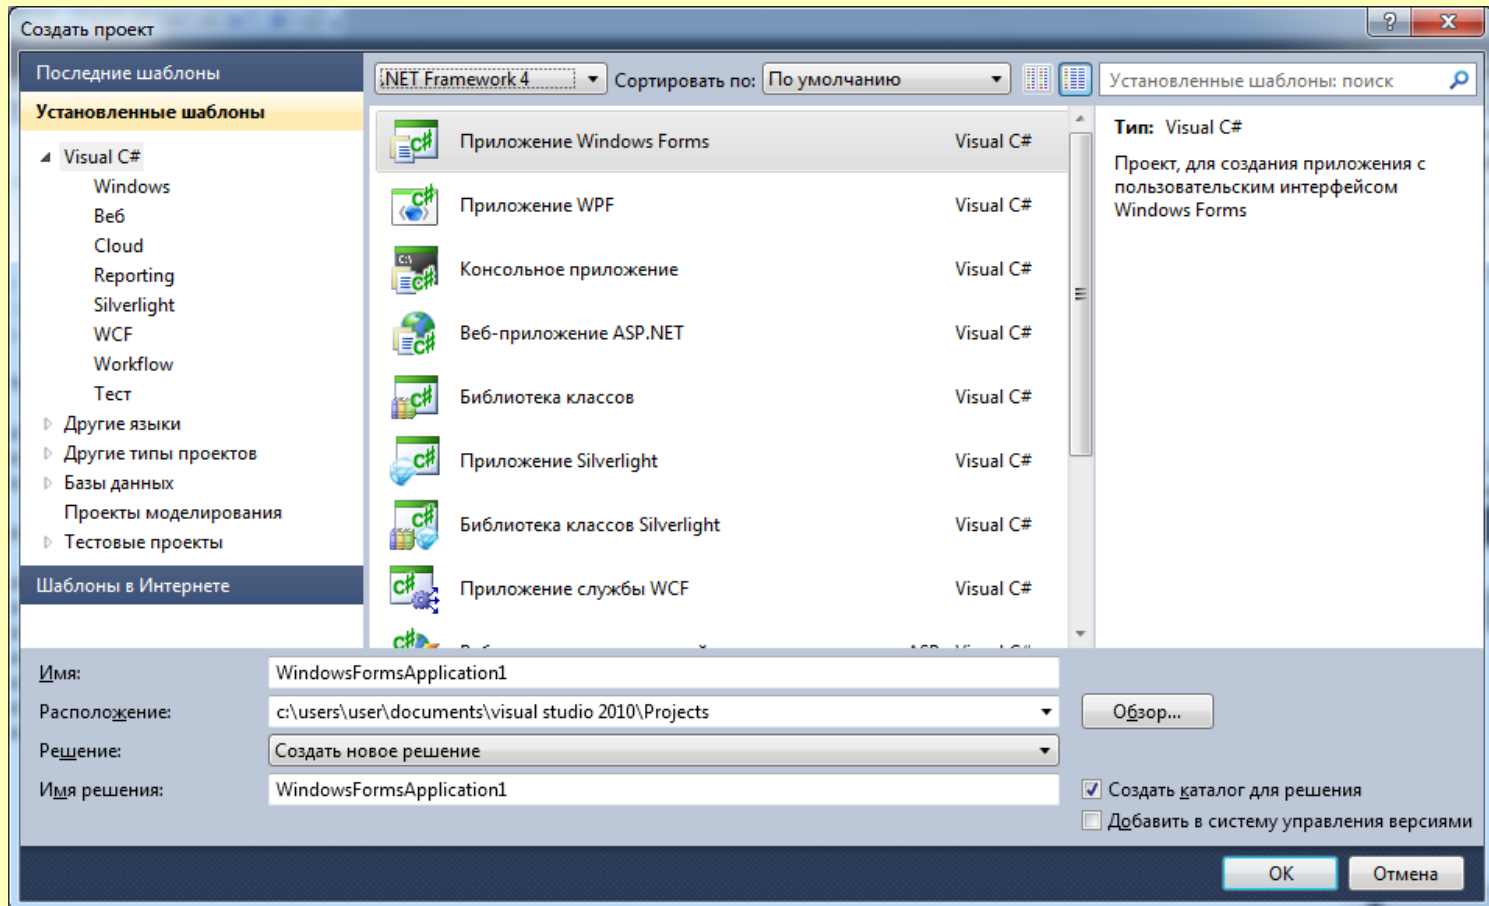 Создать проект
Последние шаблоны
Установленные шаблоны
Visual C#
Windows
Веб
Cloud
Reporting
Silverlight
WCF
Workflow
Тест
Другие языки
Другие типы проектов
Базы данных
Проекты моделирования
Тестовые проекты
Шаблоны в Интернете
.NET Framework 4 Сортировать по: По умолчанию
Установленные шаблоны: поиск
Приложение Windows Forms Visual C#
Приложение WPF Visual C#
Консольное приложение Visual C#
Веб-приложение ASP.NET Visual C#
Библиотека классов Visual C#
Приложение Silverlight Visual C#
Библиотека классов Silverlight Visual C#
Приложение службы WCF Visual C#
Тип: Visual C#
Проект, для создания приложения с
пользовательским интерфейсом
Windows Forms
Имя: WindowsFormsApplication1
Расположение: c:\users\user\documents\visual studio 2010\Projects Обзор...
Решение: Создать новое решение
Имя решения: WindowsFormsApplication1
Создать каталог для решения
Добавить в систему управления версиями
OK Отмена